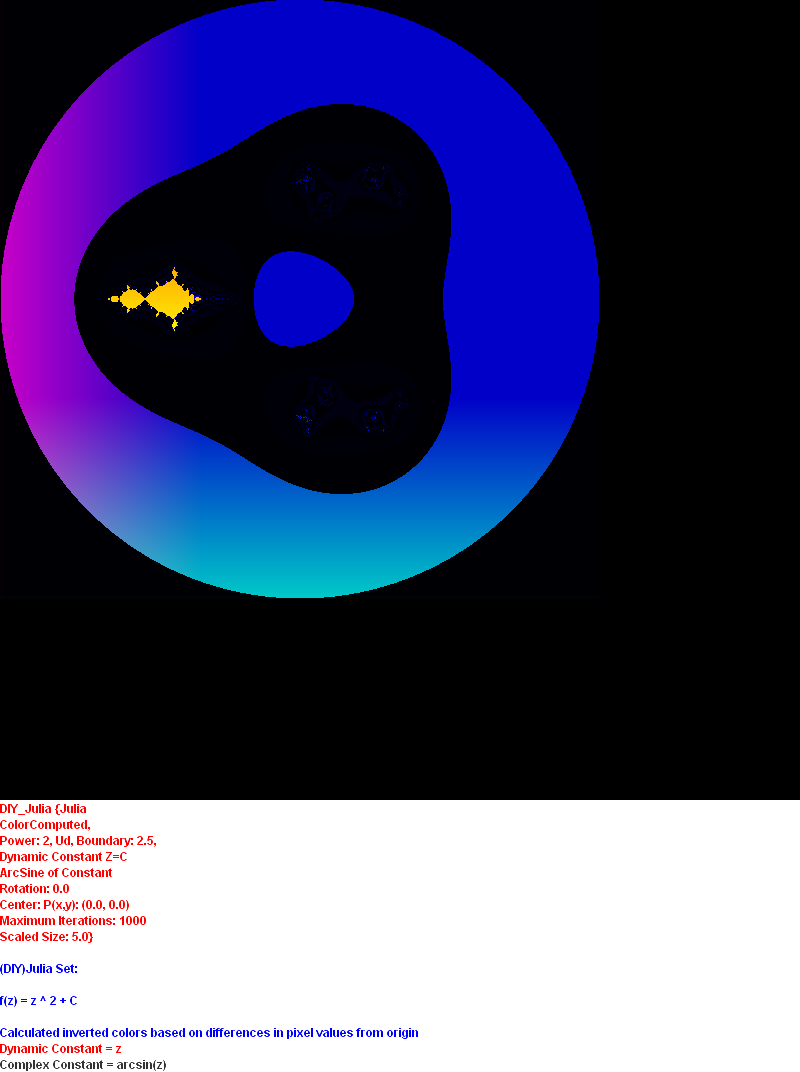 DIY_Julia {Julia
ColorComputed,
Power: 2, Ud, Boundary: 2.5,
Dynamic Constant Z=C
ArcSine of Constant
Rotation: 0.0
Center: P(x,y): (0.0, 0.0)
Maximum Iterations: 1000
Scaled Size: 5.0}
(DIY)Julia Set:
f(z) = z ^ 2 + C
Calculated inverted colors based on differences in pixel values from origin
Dynamic Constant = z
Complex Constant = arcsin(z)